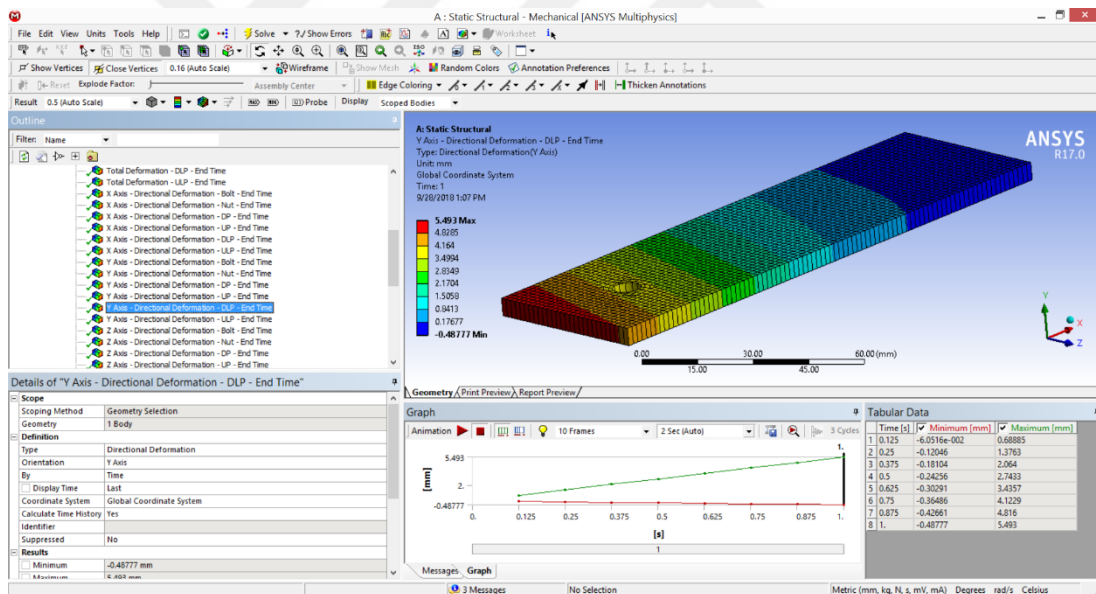 A : Static Structural - Mechanical [ANSYS Multiphysics]
File Edit View Units Tools Help Solve ?/ Show Errors Worksheet
Show Vertices Close Vertices 0.16 (Auto Scale) Wireframe Show Mesh Random Colors Annotation Preferences
Reset Explode Factor: Assembly Center Edge Coloring Thicken Annotations
Result 0.5 (Auto Scale) Probe Display Scoped Bodies
Outline
Filter: Name
Total Deformation - DLP - End Time
Total Deformation - ULP - End Time
X Axis - Directional Deformation - Bolt - End Time
X Axis - Directional Deformation - Nut - End Time
X Axis - Directional Deformation - DP - End Time
X Axis - Directional Deformation - UP - End Time
X Axis - Directional Deformation - DLP - End Time
X Axis - Directional Deformation - ULP - End Time
Y Axis - Directional Deformation - Bolt - End Time
Y Axis - Directional Deformation - Nut - End Time
Y Axis - Directional Deformation - DP - End Time
Y Axis - Directional Deformation - UP - End Time
Y Axis - Directional Deformation - DLP - End Time
Y Axis - Directional Deformation - ULP - End Time
Z Axis - Directional Deformation - Bolt - End Time
Z Axis - Directional Deformation - Nut - End Time
Z Axis - Directional Deformation - DP - End Time
Z Axis - Directional Deformation - UP - End Time
Details of "Y Axis - Directional Deformation - DLP - End Time"
Scope
Scoping Method Geometry Selection
Geometry 1 Body
Definition
Type Directional Deformation
Orientation Y Axis
By Time
Display Time Last
Coordinate System Global Coordinate System
Calculate Time History Yes
Identifier
Suppressed No
Results
Minimum -0.48777 mm
Maximum 5.493 mm
A: Static Structural
Y Axis - Directional Deformation - DLP - End Time
Type: Directional Deformation(Y Axis)
Unit: mm
Global Coordinate System
Time: 1
9/28/2018 1:07 PM
5.493 Max
4.8285
4.164
3.4994
2.8349
2.1704
1.5058
0.8413
0.17677
-0.48777 Min
ANSYS
R17.0
Y
X
Z
0.00 30.00 60.00 (mm)
15.00 45.00
Geometry Print Preview Report Preview
Graph
Animation 10 Frames 2 Sec (Auto) 3 Cycles
1.
5.493
[mm]
2.
-0.48777
0. 0.125 0.25 0.375 0.5 0.625 0.75 0.875 1.
[s]
1
Messages Graph
Tabular Data
Time [s] Minimum [mm] Maximum [mm]
1 0.125 -6.0516e-002 0.68885
2 0.25 -0.12046 1.3763
3 0.375 -0.18104 2.064
4 0.5 -0.24256 2.7433
5 0.625 -0.30291 3.4357
6 0.75 -0.36486 4.1229
7 0.875 -0.42661 4.816
8 1. -0.48777 5.493
3 Messages No Selection Metric (mm, kg, N, s, mV, mA) Degrees rad/s Celsius